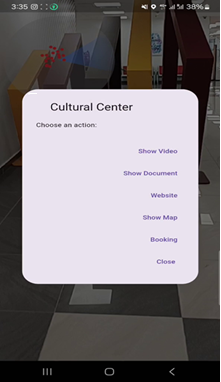 3:35
38%
Cultural Center
Choose an action:
Show Video
Show Document
Website
Show Map
Booking
Close